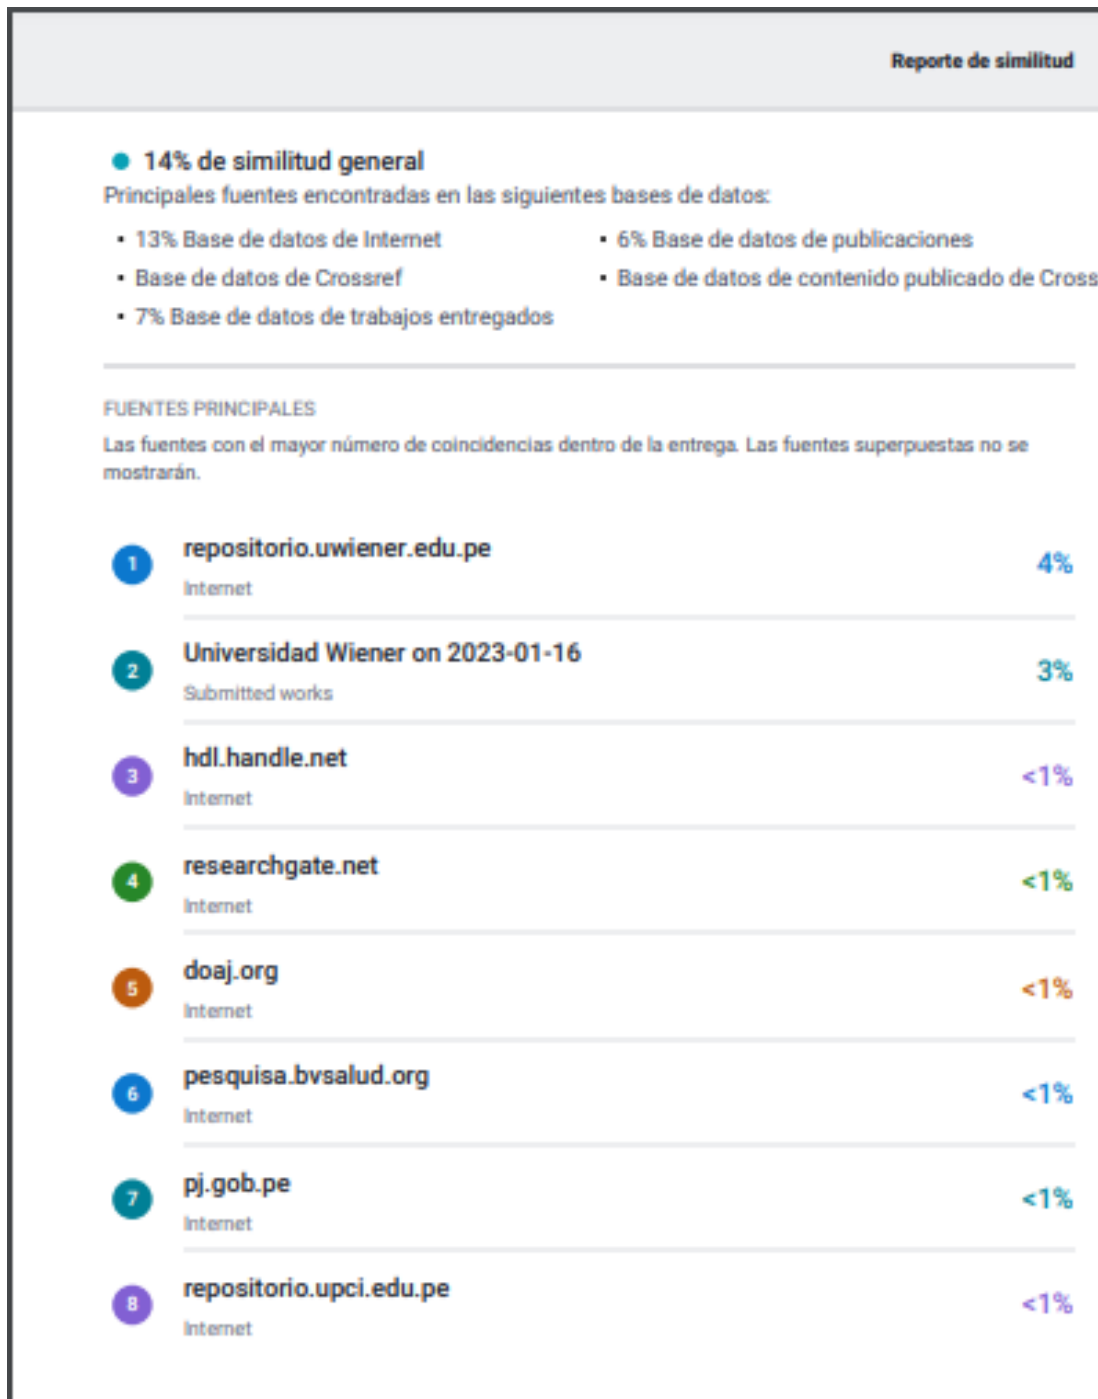 Reporte de similitud
14% de similitud general
Principales fuentes encontradas en las siguientes bases de datos:
• 13% Base de datos de Internet
• 6% Base de datos de publicaciones
• Base de datos de Crossref
• Base de datos de contenido publicado de Cross
• 7% Base de datos de trabajos entregados
FUENTES PRINCIPALES
Las fuentes con el mayor número de coincidencias dentro de la entrega. Las fuentes superpuestas no se
mostrarán.
1 repositorio.uwiener.edu.pe 4%
Internet
2 Universidad Wiener on 2023-01-16 3%
Submitted works
3 hdl.handle.net <1%
Internet
4 researchgate.net <1%
Internet
5 doaj.org <1%
Internet
6 pesquisa.bvsalud.org <1%
Internet
7 pj.gob.pe <1%
Internet
8 repositorio.upci.edu.pe <1%
Internet